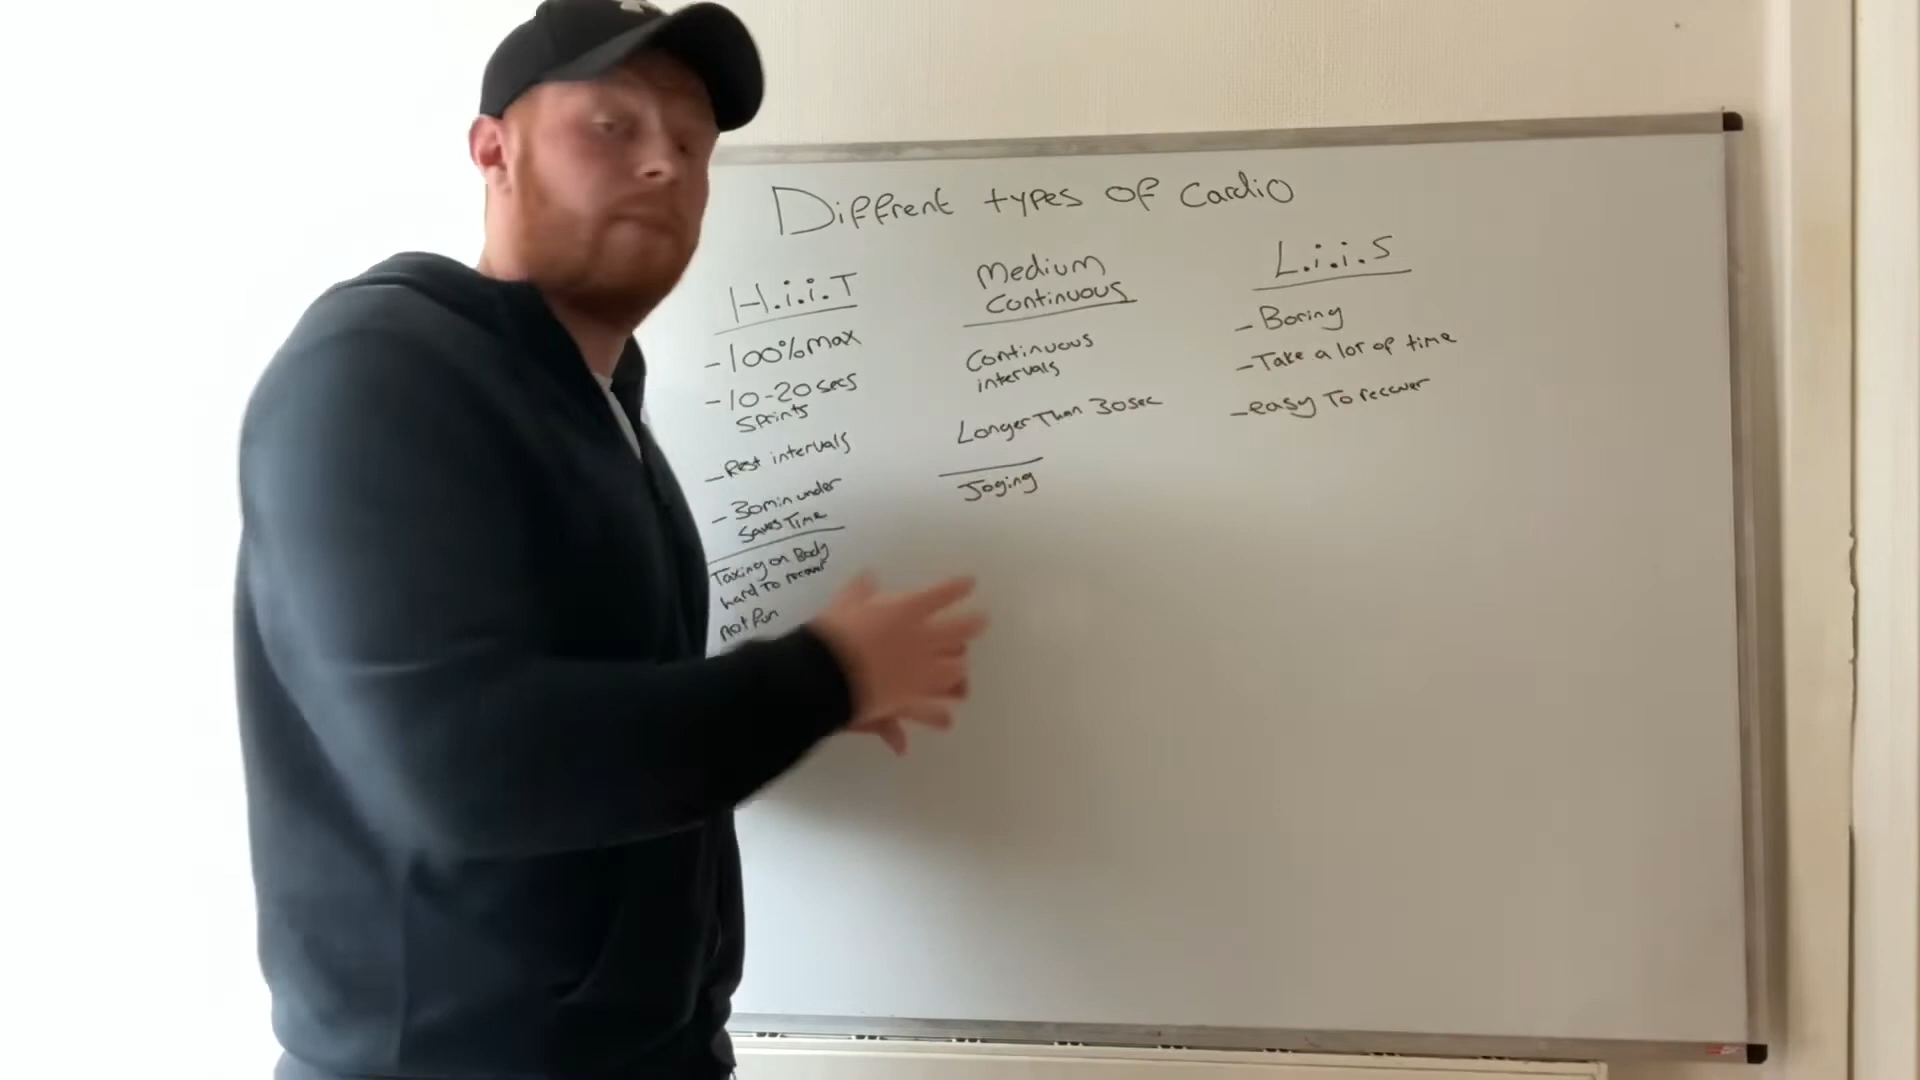 Diffrent types of cardio
H.i.i.T
- 100% max
- 10-20 secs
sprints
- Rest intervals
- 30min under
saves Time
Taxing on Body
hard To recover
not fun
Medium
Continuous
Continuous
intervals
Longer Than 30sec
Joging
L.i.i.S
- Boring
- Take a lot of time
- easy To recover